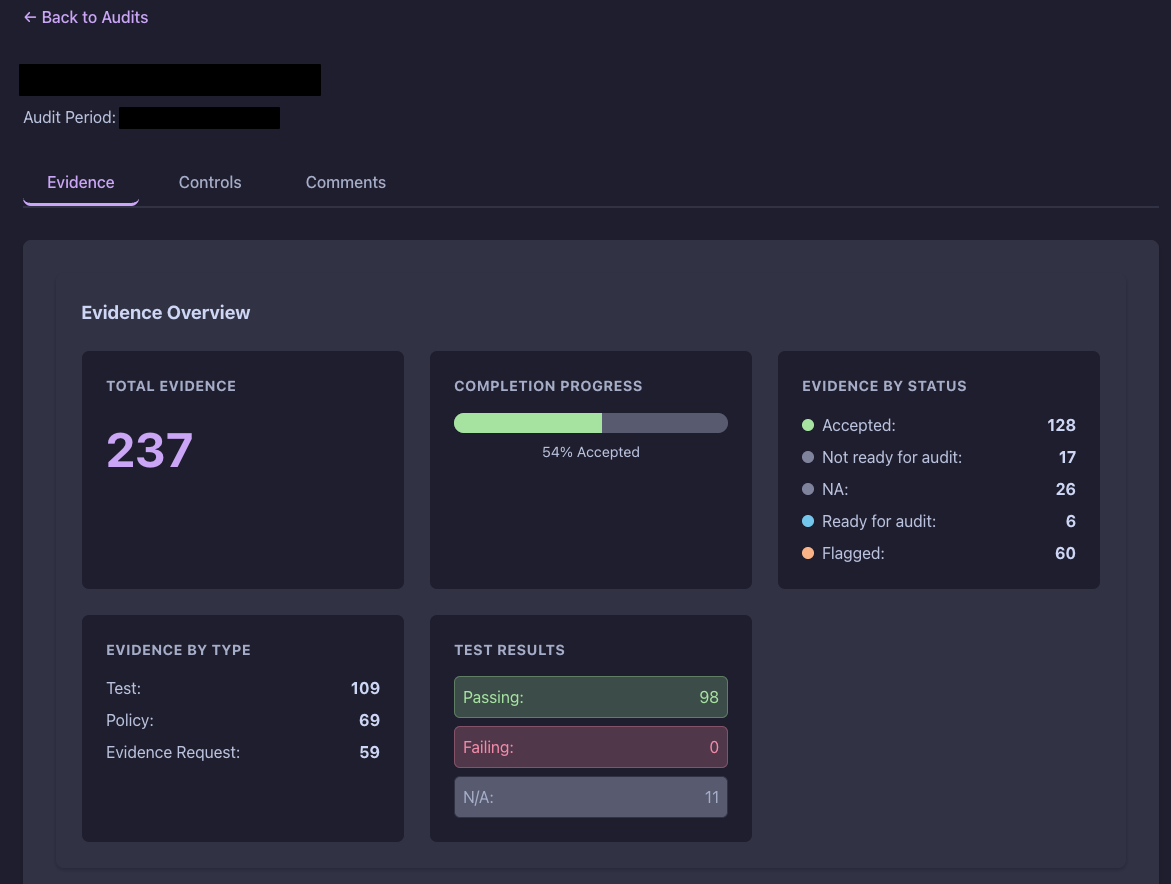 ← Back to Audits
Audit Period:
Evidence
Controls
Comments
Evidence Overview
TOTAL EVIDENCE
237
COMPLETION PROGRESS
54% Accepted
EVIDENCE BY STATUS
Accepted: 128
Not ready for audit: 17
NA: 26
Ready for audit: 6
Flagged: 60
EVIDENCE BY TYPE
Test: 109
Policy: 69
Evidence Request: 59
TEST RESULTS
Passing: 98
Failing: 0
N/A: 11